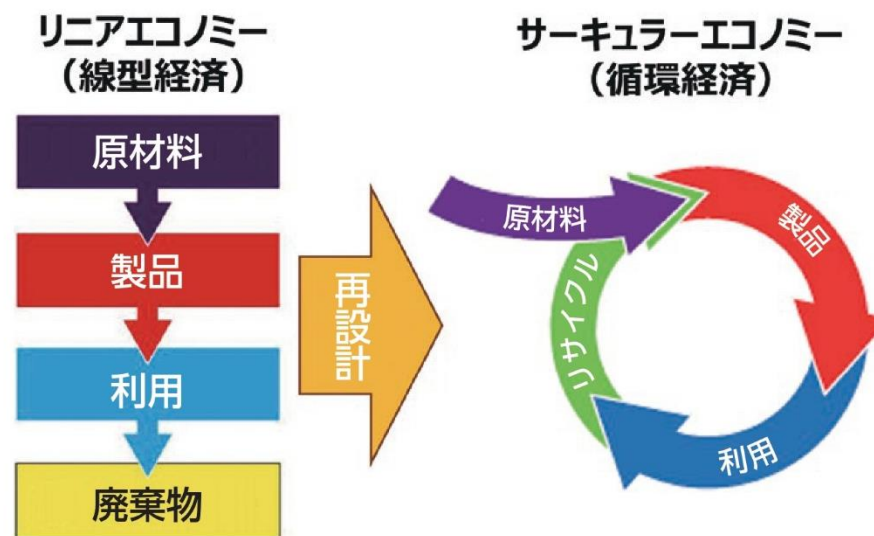 リニアエコノミー
（線型経済）
原材料
製品
利用
廃棄物
再設計
サーキュラーエコノミー
（循環経済）
原材料
製品
利用
リサイクル